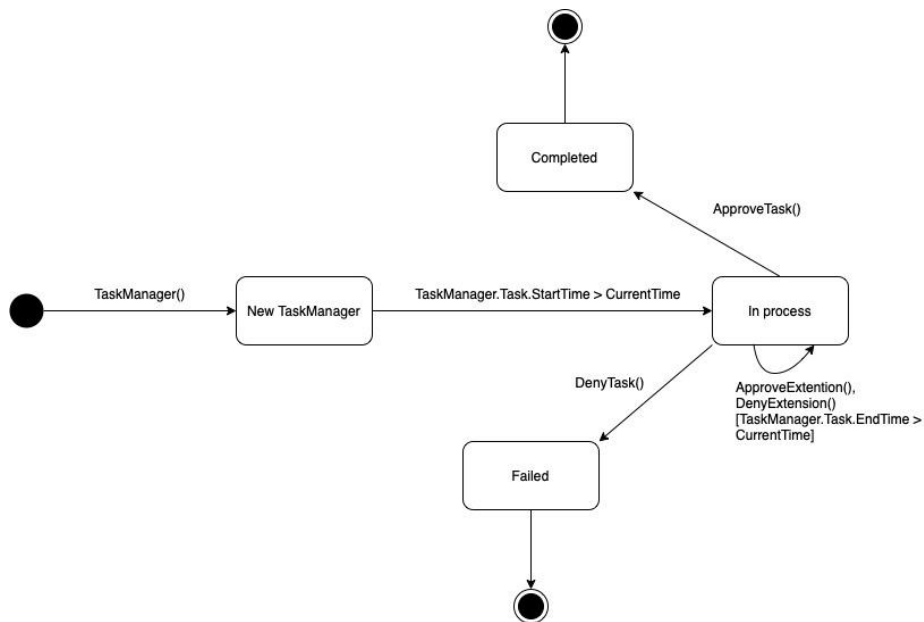 Completed
ApproveTask()
TaskManager()
New TaskManager
TaskManager.Task.StartTime > CurrentTime
In process
DenyTask()
ApproveExtention(),
DenyExtension()
[TaskManager.Task.EndTime >
CurrentTime]
Failed